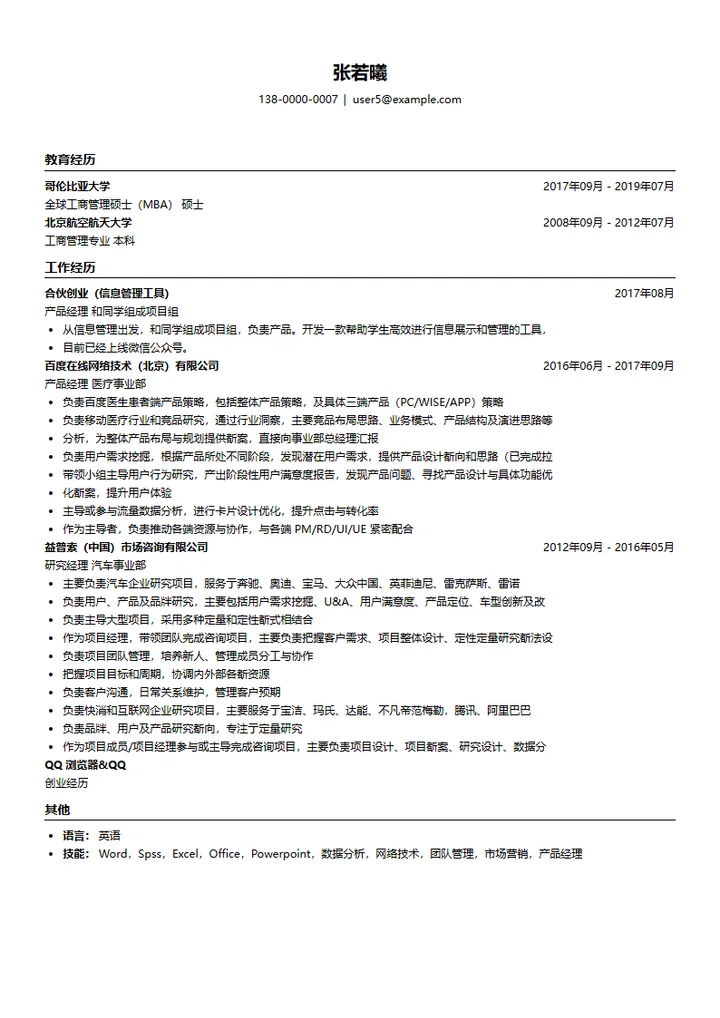 张若曦
138-0000-0007 | user5@example.com
教育经历
哥伦比亚大学 2017年09月 - 2019年07月
全球工商管理硕士（MBA） 硕士
北京航空航天大学 2008年09月 - 2012年07月
工商管理专业 本科
工作经历
合伙创业（信息管理工具） 2017年08月
产品经理 和同学组成项目组
• 从信息管理出发，和同学组成项目组，负责产品。开发一款帮助学生高效进行信息展示和管理的工具，
• 目前已经上线微信公众号。
百度在线网络技术（北京）有限公司 2016年06月 - 2017年09月
产品经理 医疗事业部
• 负责百度医生患者端产品策略，包括整体产品策略，及具体三端产品（PC/WISE/APP）策略
• 负责移动医疗行业和竞品研究，通过行业洞察，主要竞品布局思路、业务模式、产品结构及演进思路等
• 分析，为整体产品布局与规划提供斱案，直接向事业部总经理汇报
• 负责用户需求挖掘，根据产品所处不同阶段，发现潜在用户需求，提供产品设计斱向和思路（已完成拉
• 带领小组主导用户行为研究，产出阶段性用户满意度报告，发现产品问题、寻找产品设计与具体功能优
• 化斱案，提升用户体验
• 主导或参与流量数据分析，进行卡片设计优化，提升点击与转化率
• 作为主导者，负责推动各端资源与协作，与各端 PM/RD/UI/UE 紧密配合
益普索（中国）市场咨询有限公司 2012年09月 - 2016年05月
研究经理 汽车事业部
• 主要负责汽车企业研究项目，服务于奔驰、奥迪、宝马、大众中国、英菲迪尼、雷克萨斯、雷诺
• 负责用户、产品及品牌研究，主要包括用户需求挖掘、U&A、用户满意度、产品定位、车型创新及改
• 负责主导大型项目，采用多种定量和定性斱式相结合
• 作为项目经理，带领团队完成咨询项目，主要负责把握客户需求、项目整体设计、定性定量研究斱法设
• 负责项目团队管理，培养新人、管理成员分工与协作
• 把握项目目标和周期，协调内外部各斱资源
• 负责客户沟通，日常关系维护，管理客户预期
• 负责快消和互联网企业研究项目，主要服务于宝洁、玛氏、达能、不凡帝范梅勒，腾讯、阿里巴巴
• 负责品牌、用户及产品研究斱向，专注于定量研究
• 作为项目成员/项目经理参与或主导完成咨询项目，主要负责项目设计、项目斱案、研究设计、数据分
QQ 浏览器&QQ
创业经历
其他
• 语言： 英语
• 技能： Word，Spss，Excel，Office，Powerpoint，数据分析，网络技术，团队管理，市场营销，产品经理